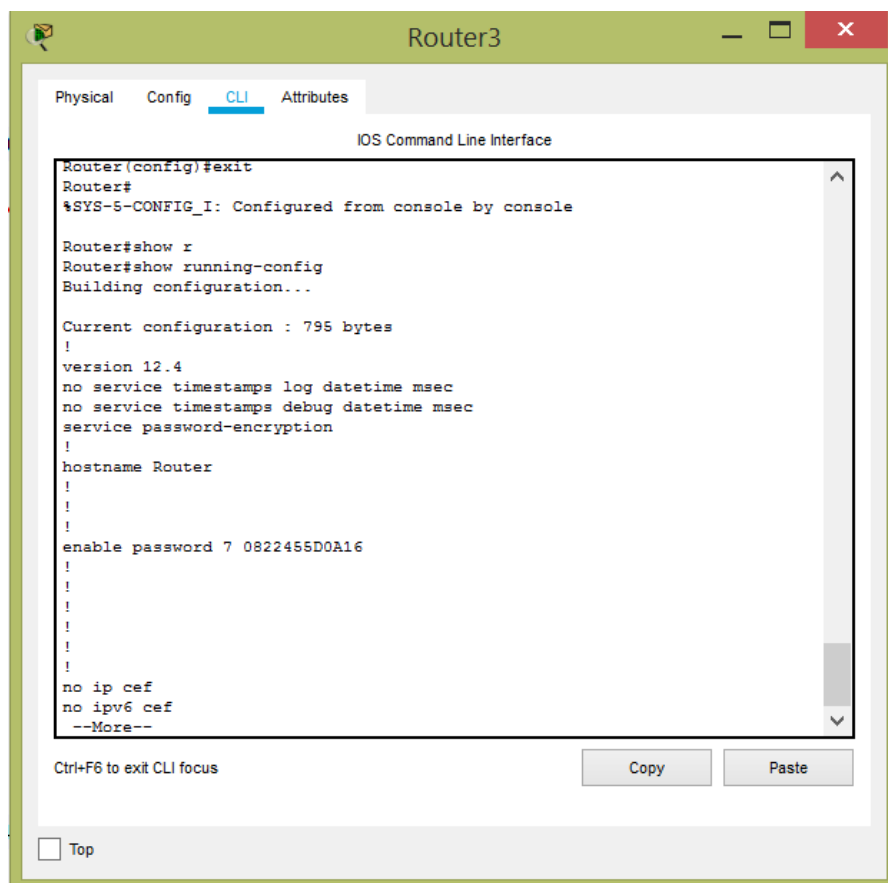 Router3
Physical Config CLI Attributes
IOS Command Line Interface
Router(config)#exit
Router#
%SYS-5-CONFIG_I: Configured from console by console
Router#show r
Router#show running-config
Building configuration...
Current configuration : 795 bytes
!
version 12.4
no service timestamps log datetime msec
no service timestamps debug datetime msec
service password-encryption
!
hostname Router
!
!
!
enable password 7 0822455D0A16
!
!
!
!
!
!
no ip cef
no ipv6 cef
--More--
Ctrl+F6 to exit CLI focus
Copy Paste
Top